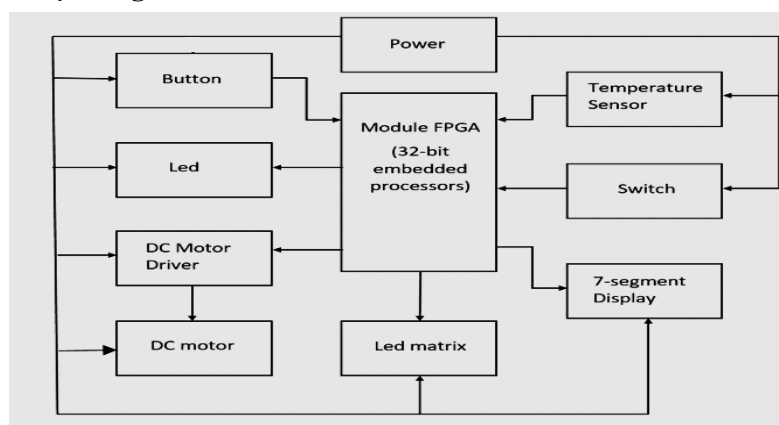 Power
Button
Temperature
Sensor
Module FPGA
(32-bit
embedded
processors)
Led
Switch
DC Motor
Driver
7-segment
Display
DC motor
Led matrix